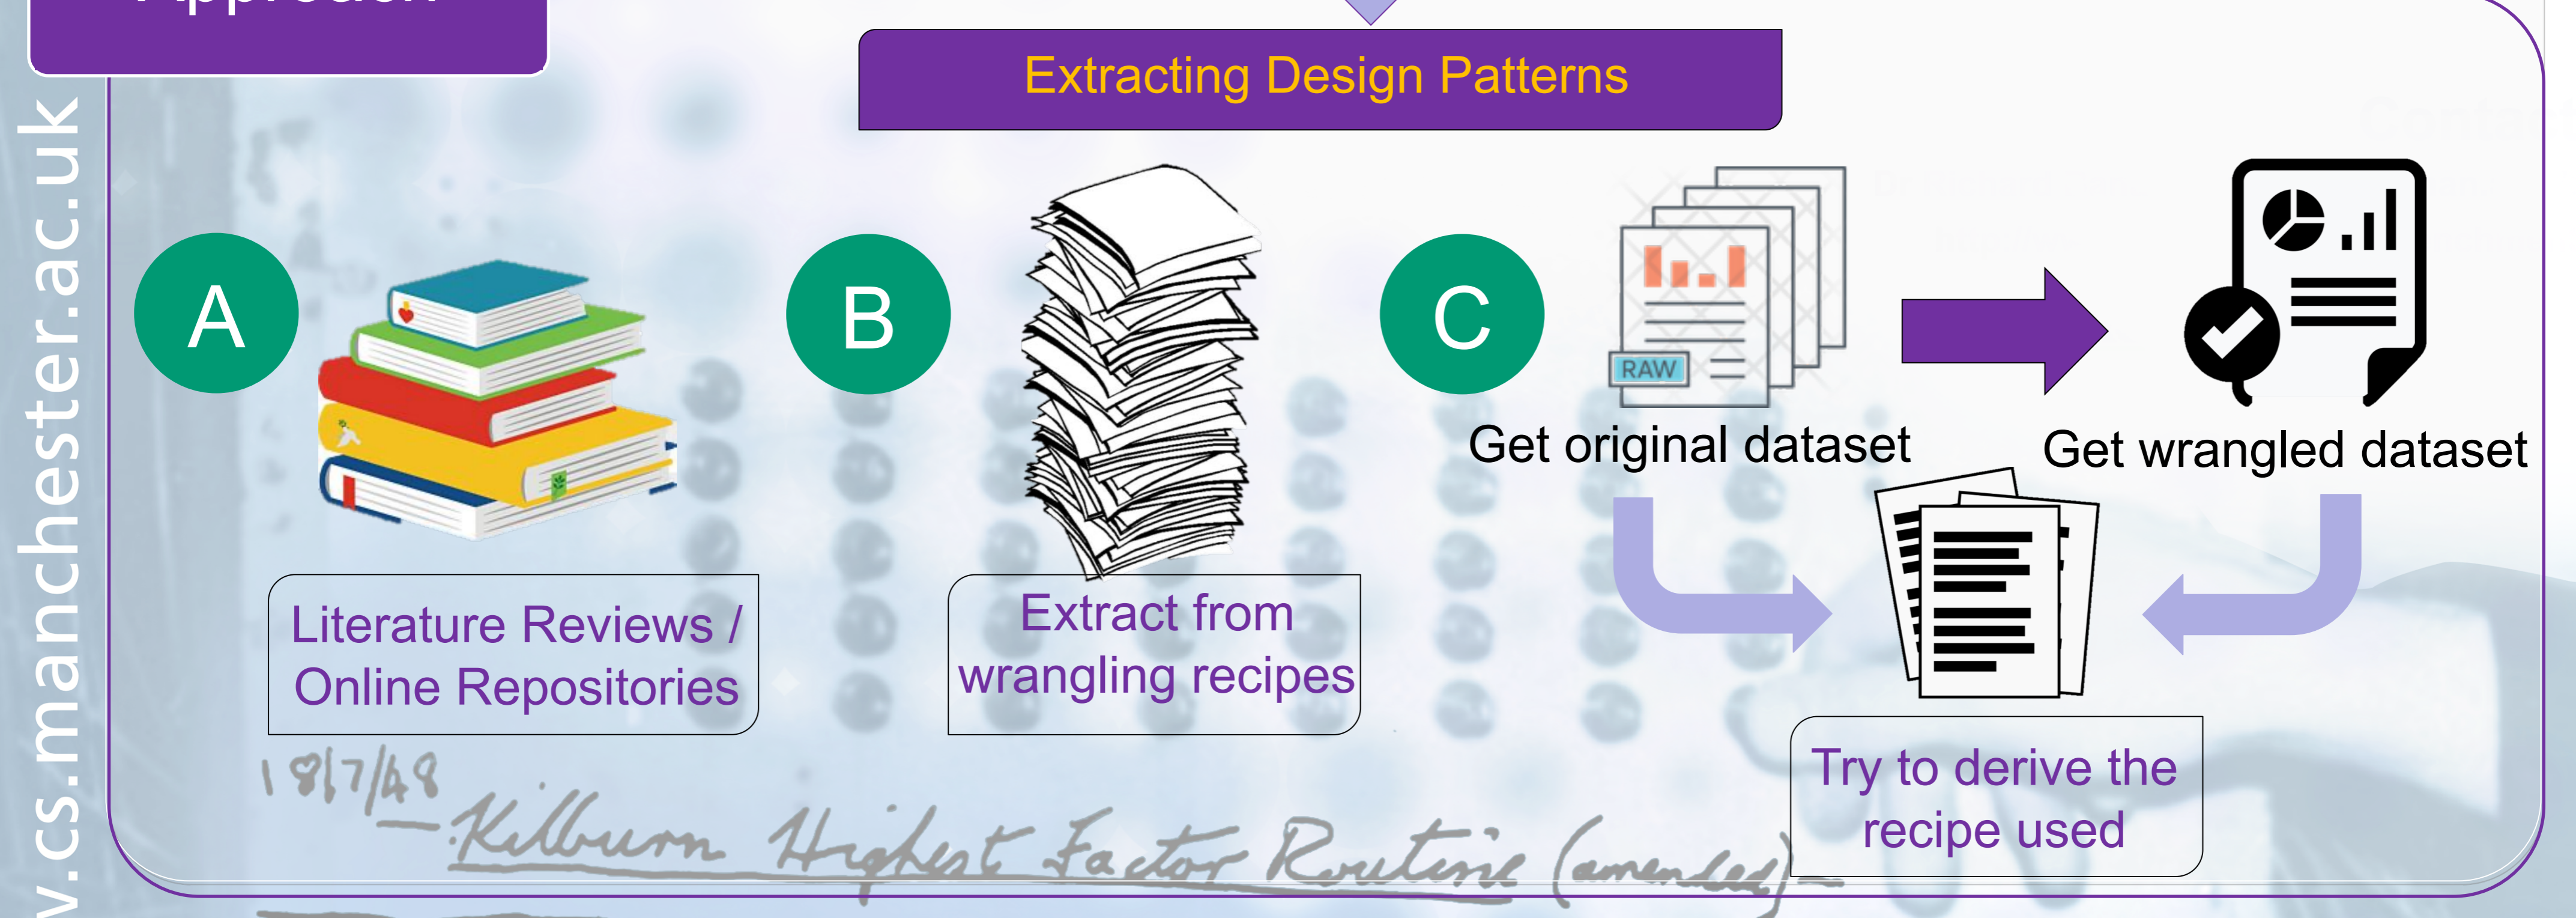 Extracting Design Patterns
A
B
C
RAW
Get original dataset
Get wrangled dataset
Literature Reviews /
Online Repositories
Extract from
wrangling recipes
Try to derive the
recipe used
18/7/48
Kilburn Highest Factor Routine (amended)-
v.cs.manchester.ac.uk